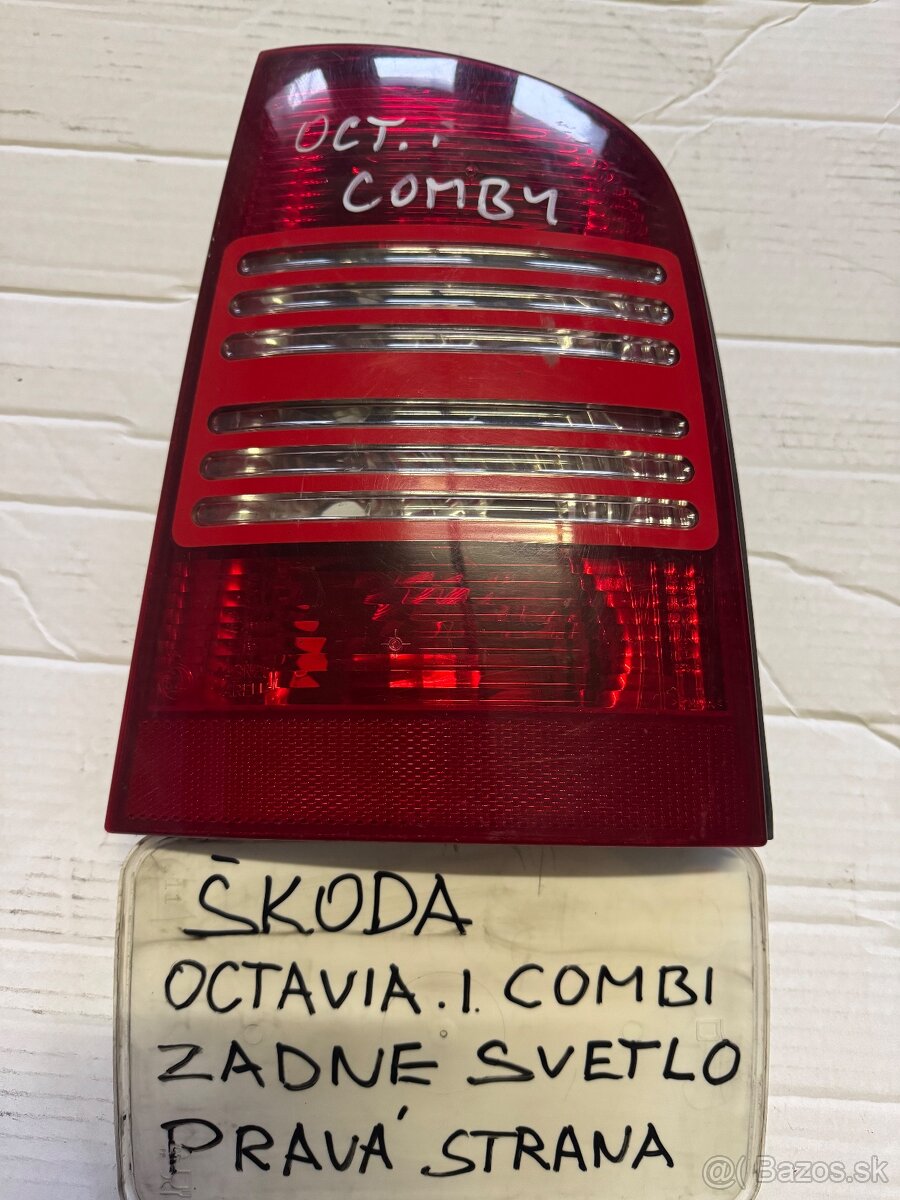 OCT. I
COMBY
ŠKODA
OCTAVIA. I. COMBI
ZADNE SVETLO
PRAVÁ STRANA
@( Bazos.sk